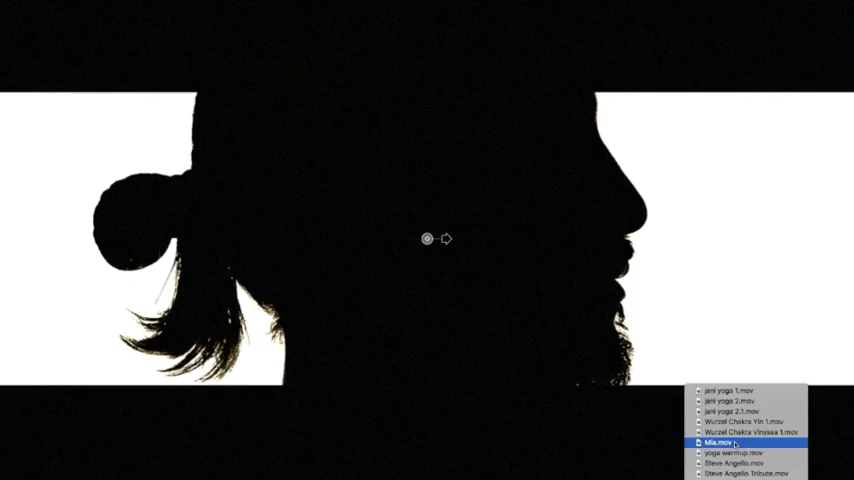 jani yoga 1.mov
jani yoga 2.mov
jani yoga 2.1.mov
Wurzel Chakra Yin 1.mov
Wurzel Chakra Vinyasa 1.mov
Mia.mov
yoga warmup.mov
Steve Angello.mov
Steve Angello Tribute.mov